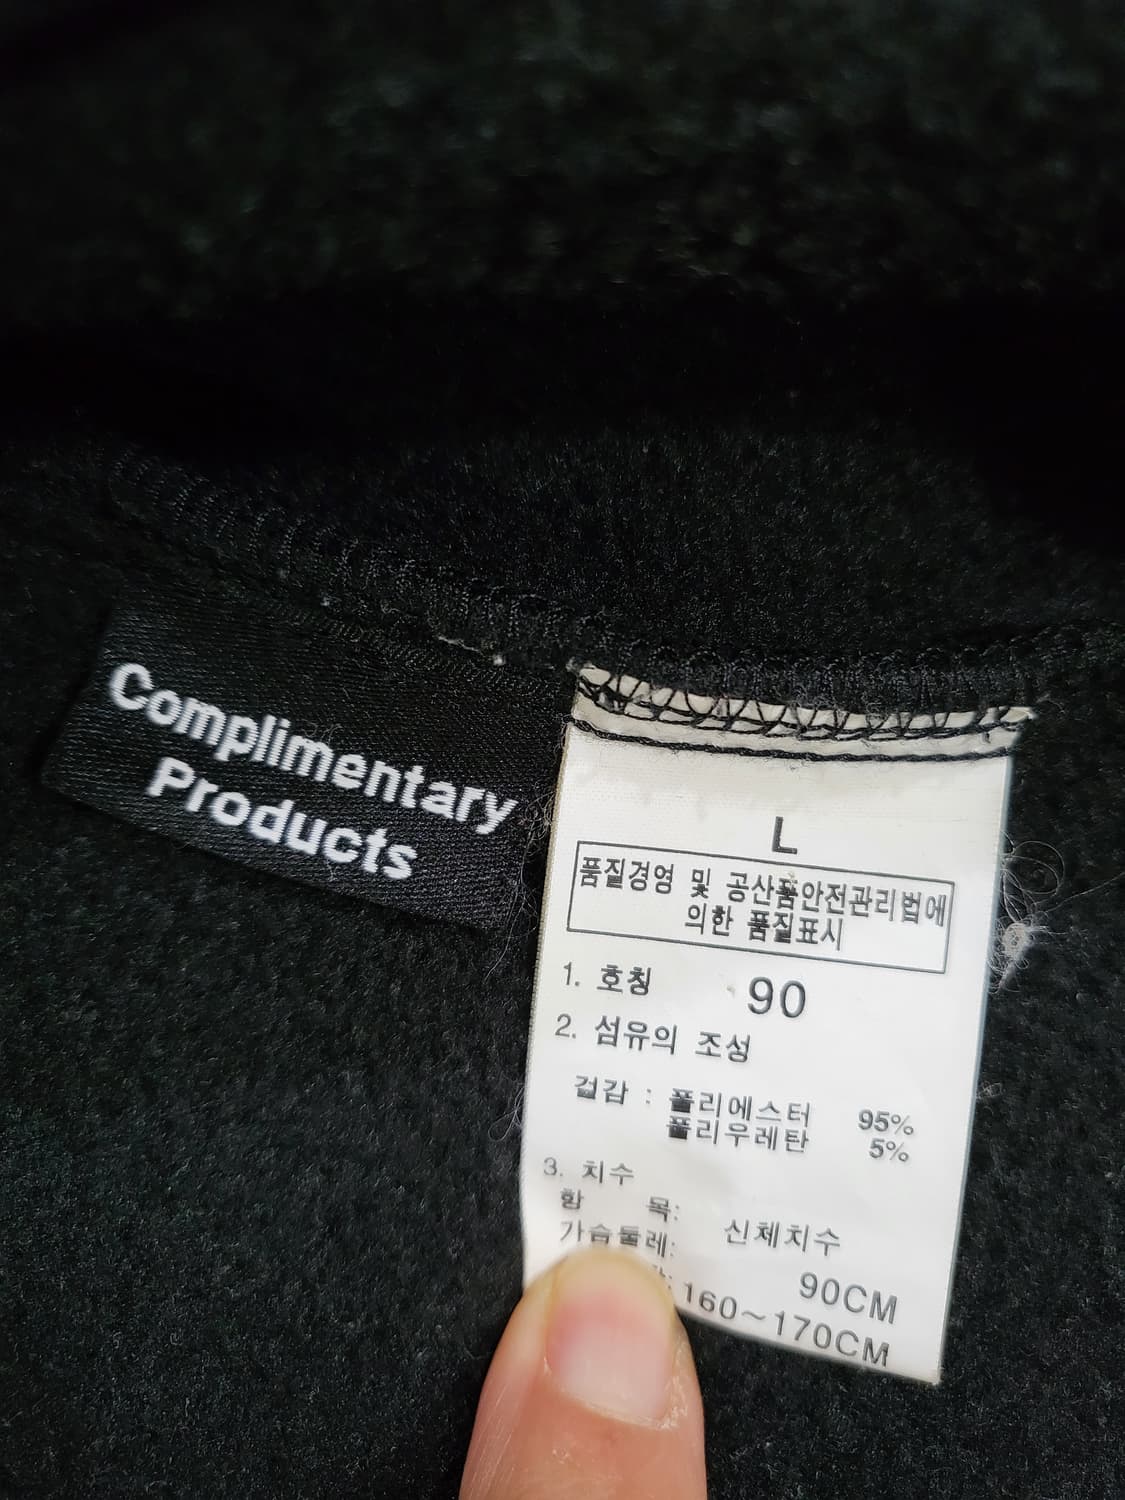 Complimentary
Products
L
품질경영 및 공산품안전관리법에
의한 품질표시
1. 호칭 90
2. 섬유의 조성
겉감 : 폴리에스터 95%
폴리우레탄 5%
3. 치수
항 목: 신체치수
가슴둘레: 90CM
160~170CM